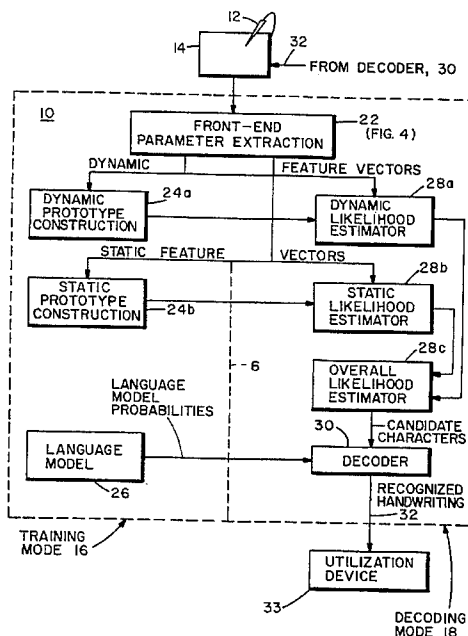 12
14
32
FROM DECODER, 30
10
22
(FIG. 4)
FRONT-END
PARAMETER EXTRACTION
DYNAMIC FEATURE VECTORS
24a
28a
DYNAMIC
PROTOTYPE
CONSTRUCTION
DYNAMIC
LIKELIHOOD
ESTIMATOR
STATIC FEATURE VECTORS
28b
STATIC
PROTOTYPE
CONSTRUCTION
24b
STATIC
LIKELIHOOD
ESTIMATOR
28c
6
OVERALL
LIKELIHOOD
ESTIMATOR
LANGUAGE
MODEL
PROBABILITIES
30
CANDIDATE
CHARACTERS
LANGUAGE
MODEL
26
DECODER
RECOGNIZED
HANDWRITING
32
TRAINING
MODE 16
UTILIZATION
DEVICE
33
DECODING
MODE 18